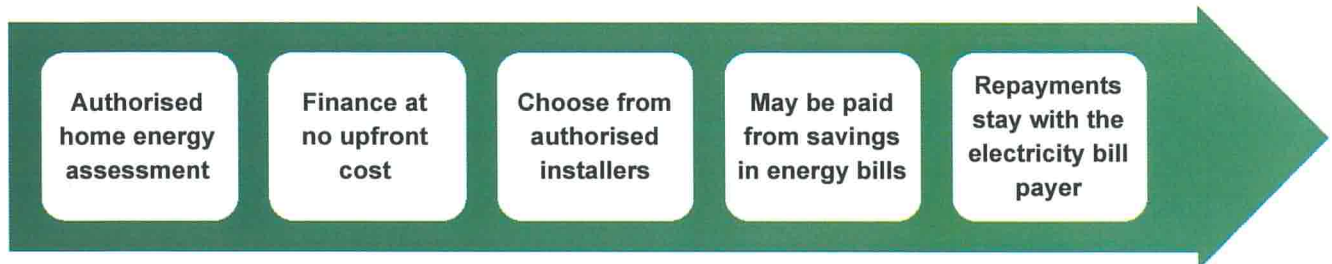 Authorised
home energy
assessment
Finance at
no upfront
cost
Choose from
authorised
installers
May be paid
from savings
in energy bills
Repayments
stay with the
electricity bill
payer